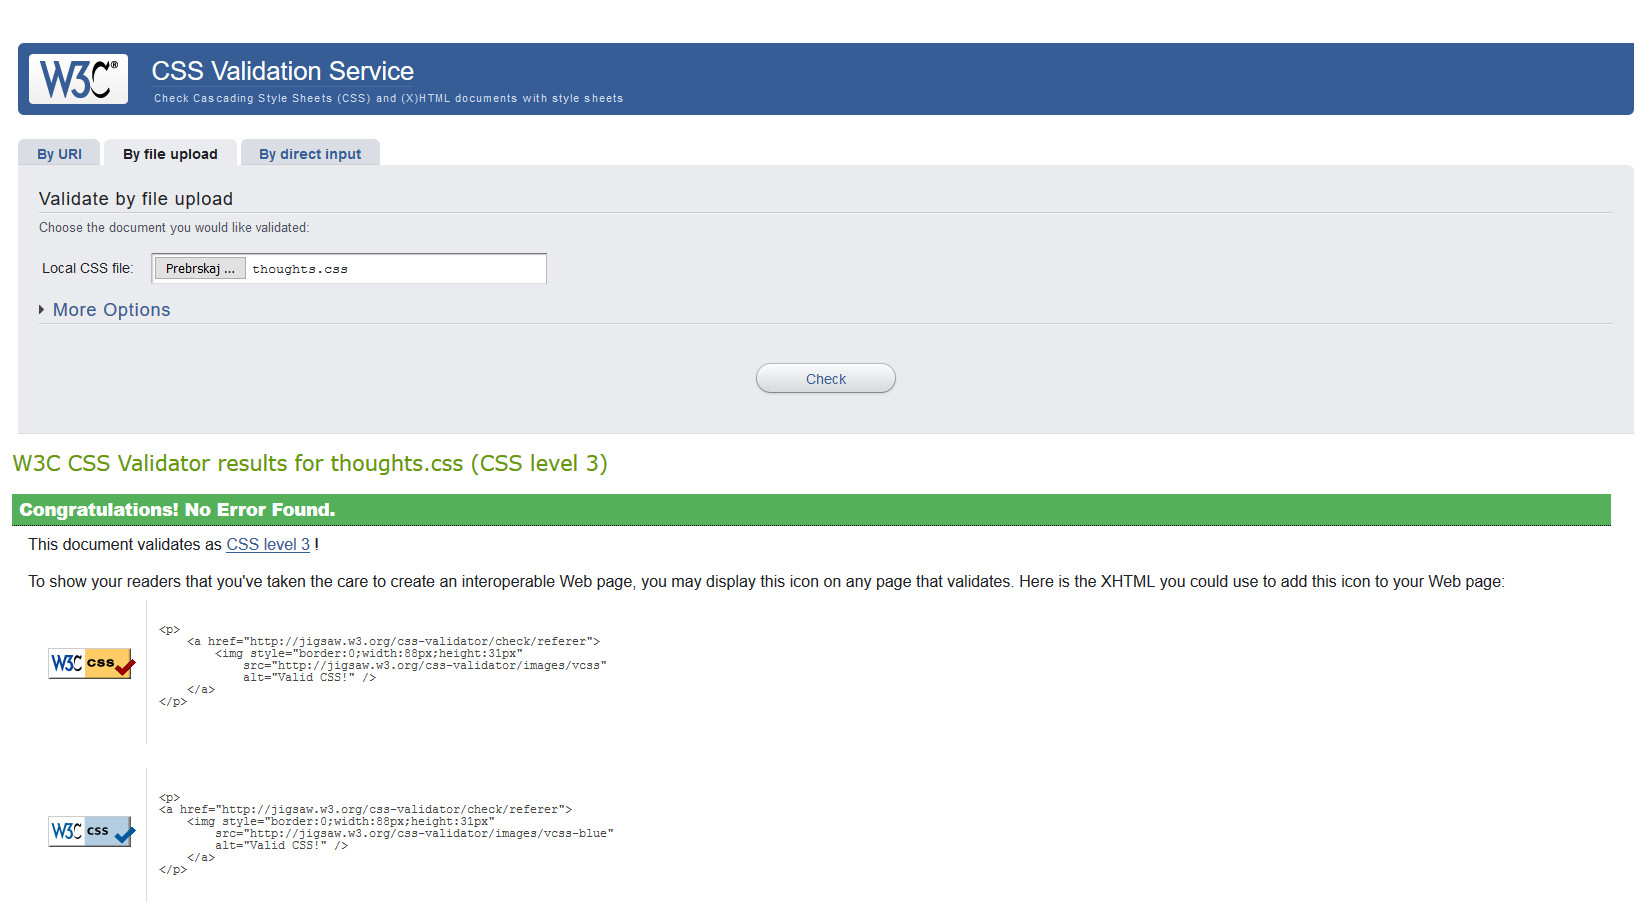 W3C® CSS Validation Service
Check Cascading Style Sheets (CSS) and (X)HTML documents with style sheets
By URI By file upload By direct input
Validate by file upload
Choose the document you would like validated:
Local CSS file: Prebrskaj ... thoughts.css
More Options
Check
W3C CSS Validator results for thoughts.css (CSS level 3)
Congratulations! No Error Found.
This document validates as CSS level 3 !
To show your readers that you've taken the care to create an interoperable Web page, you may display this icon on any page that validates. Here is the XHTML you could use to add this icon to your Web page:
W3C css
<p>
<a href="http://jigsaw.w3.org/css-validator/check/referer">
<img style="border:0;width:88px;height:31px"
src="http://jigsaw.w3.org/css-validator/images/vcss"
alt="Valid CSS!" />
</a>
</p>
W3C css
<p>
<a href="http://jigsaw.w3.org/css-validator/check/referer">
<img style="border:0;width:88px;height:31px"
src="http://jigsaw.w3.org/css-validator/images/vcss-blue"
alt="Valid CSS!" />
</a>
</p>